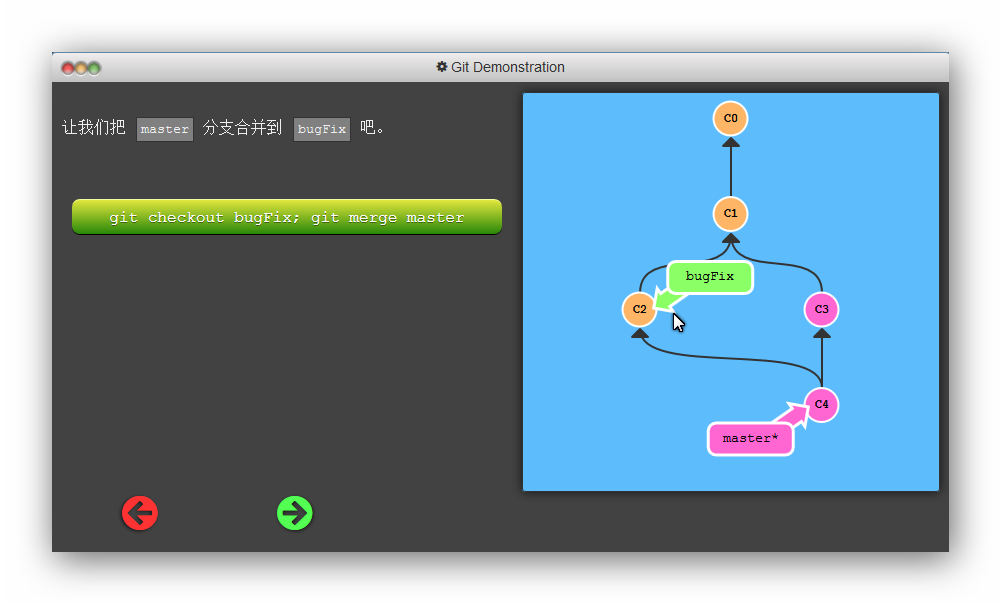 Git Demonstration
让我们把 master 分支合并到 bugFix 吧。
git checkout bugFix; git merge master
C0
C1
bugFix
C2
C3
C4
master*